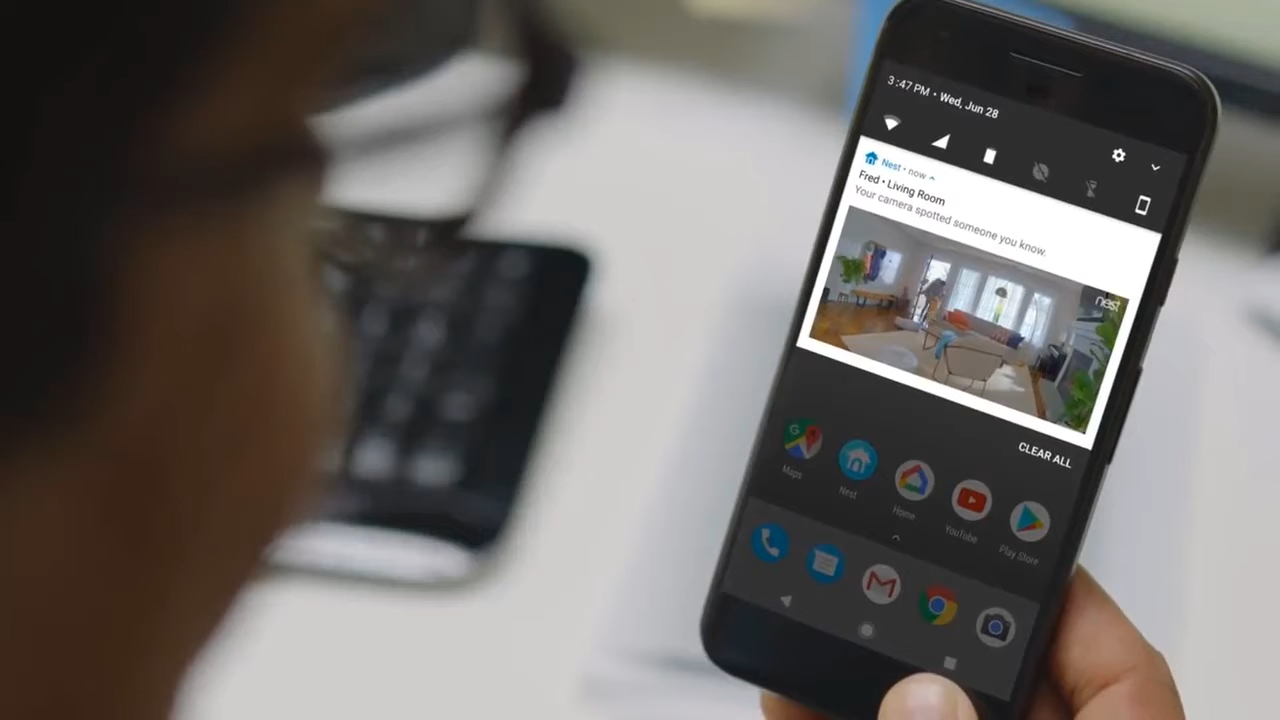 3:47 PM • Wed, Jun 28
Nest • now
Fred • Living Room
Your camera spotted someone you know.
nest
CLEAR ALL
G
Maps
Nest
Home
YouTube
Play Store